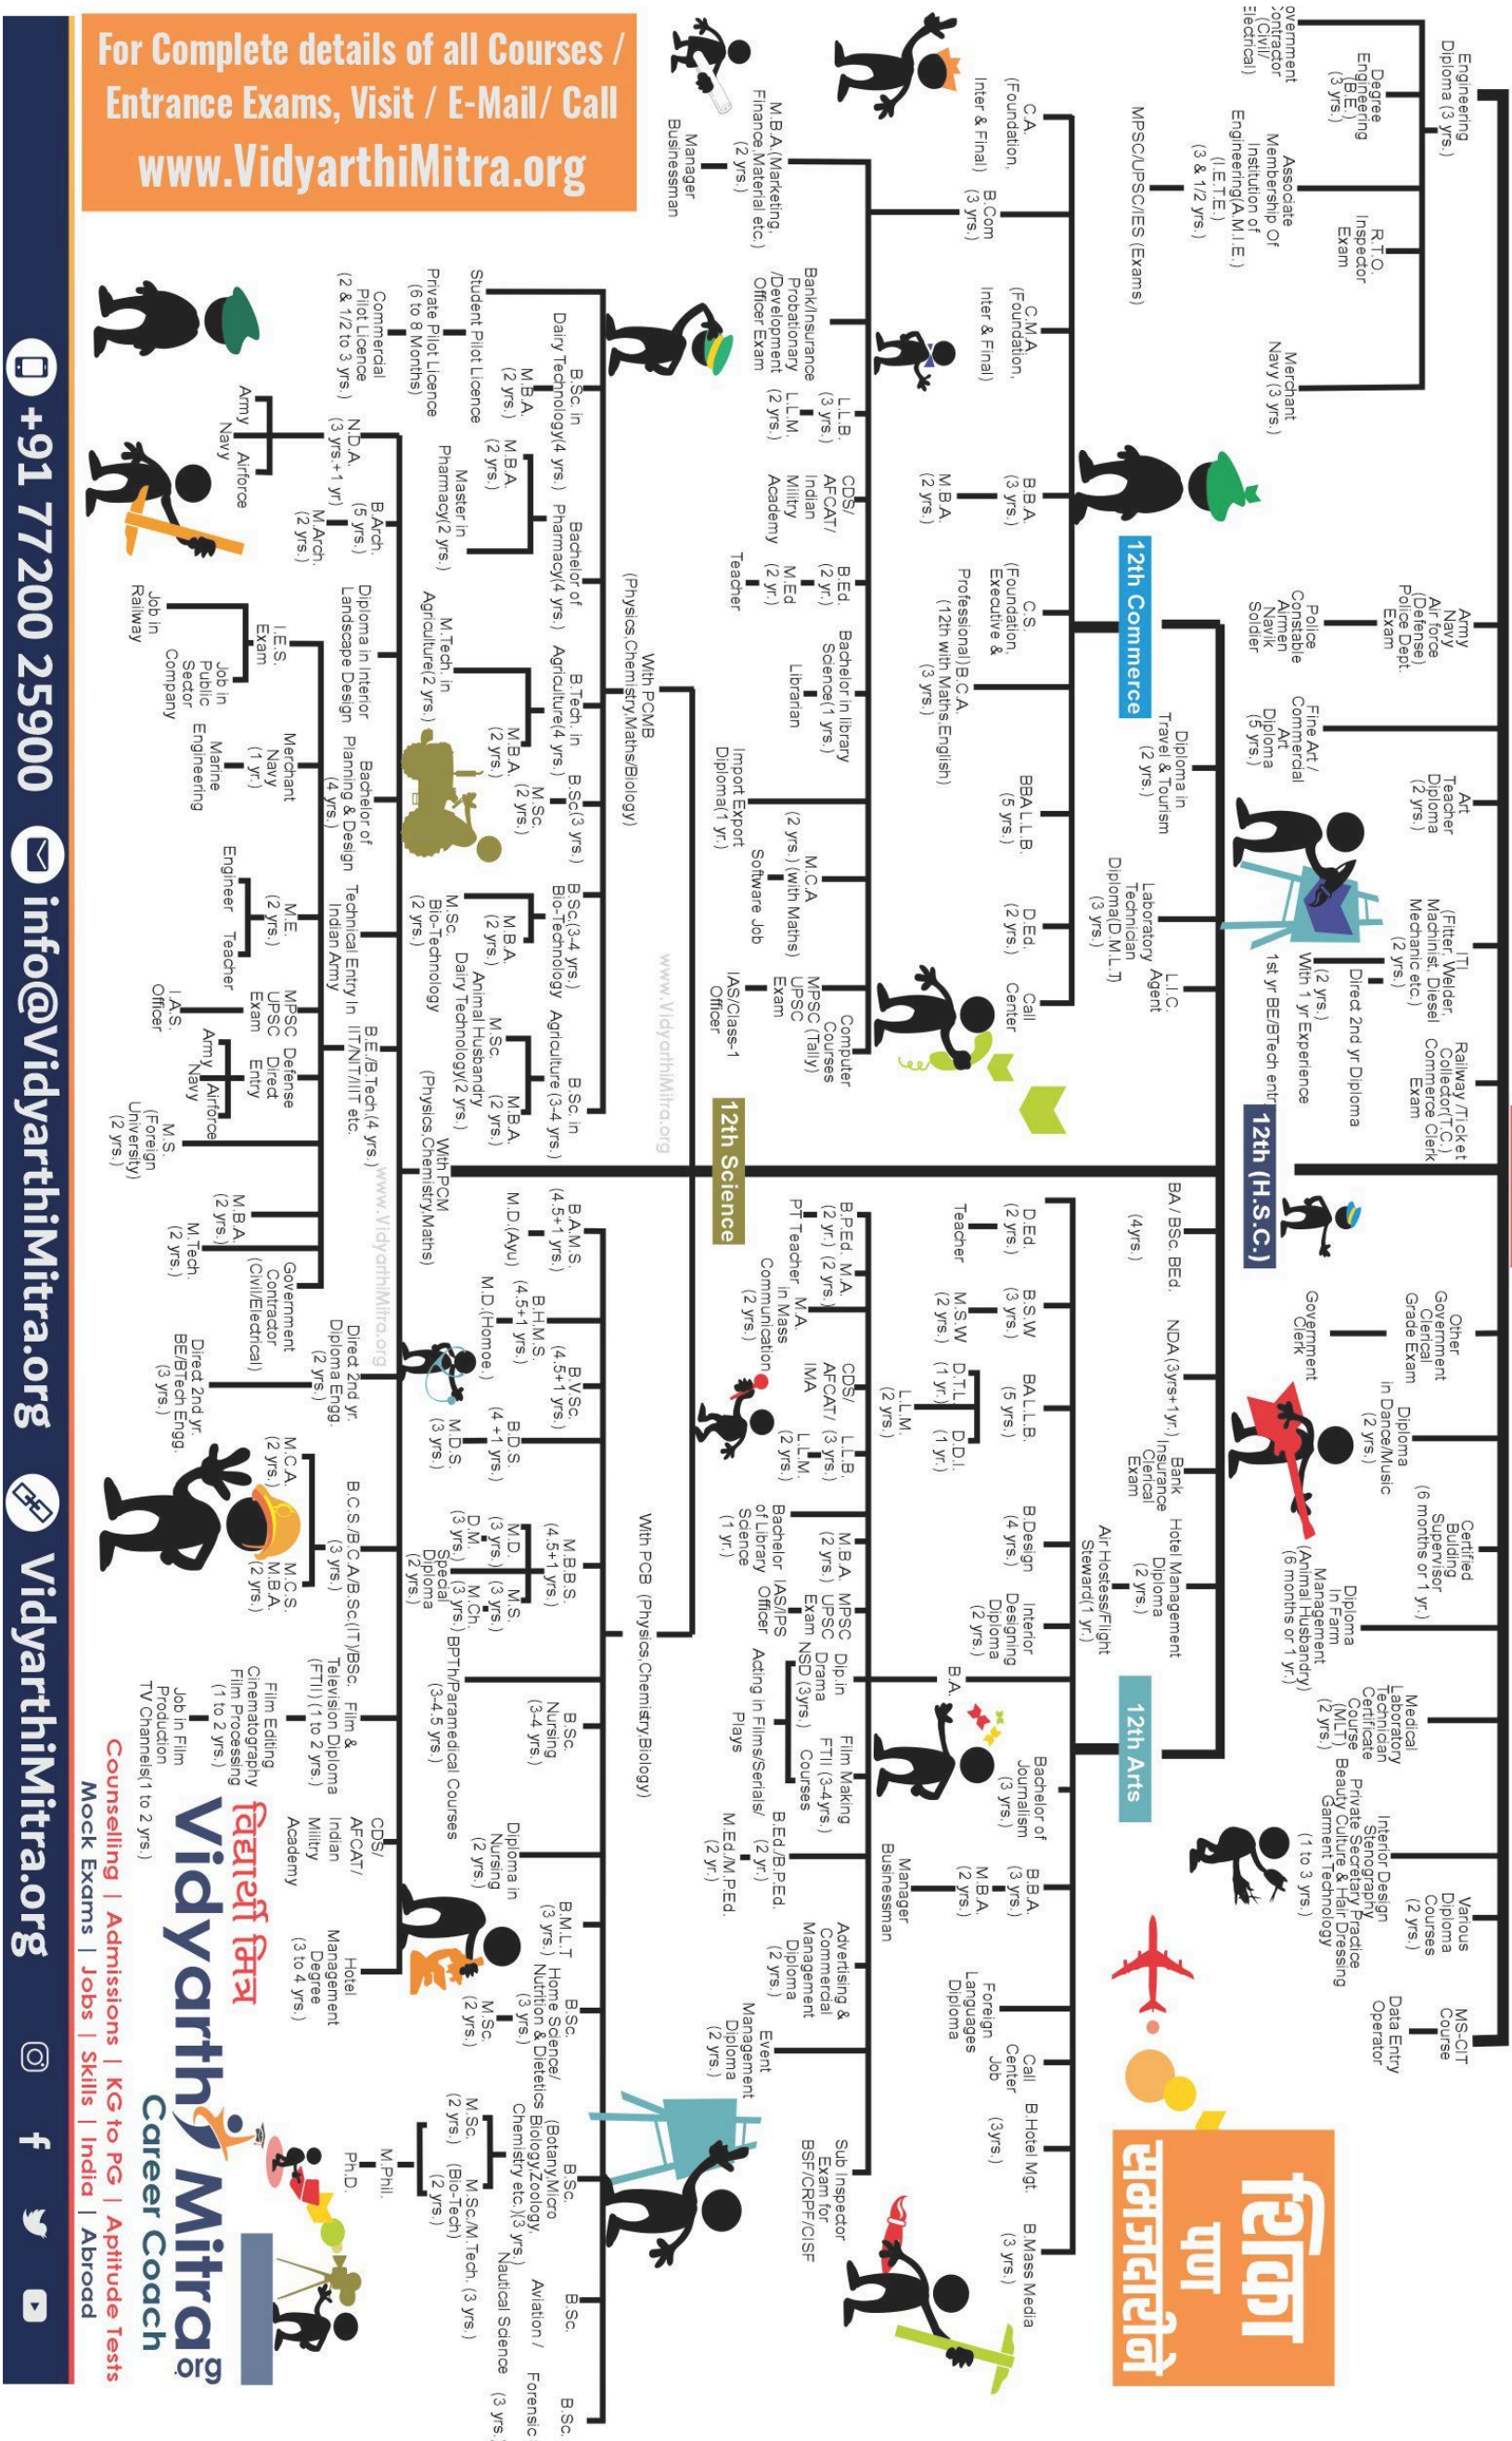 Engineering
Diploma (3 yrs.)
Degree
Engineering
(B.E.)
(3 yrs.)
Associate
Membership Of
Institution of
Engineering(A.M.I.E.)
(I.E.T.E.)
(3 & 1/2 yrs.)
MPSC/UPSC/IES (Exams)
R.T.O.
Inspector
Exam
Merchant
Navy (3 yrs.)
(Civil/
Electrical)
Army
Navy
Air force
(Defense)
Police Dept.
Exam
Police
Constable
Airmen
Navik
Soldier
Fine Art /
Commercial
Art
Diploma
(5 yrs.)
Art
Teacher
Diploma
(2 yrs.)
ITI
(Fitter, Welder,
Machinist, Diesel
Mechanic etc.)
(2 yrs.)
Direct 2nd yr Diploma
(2 yrs.)
With 1 yr Experience
1st yr BE/BTech entr
Railway /Ticket
Collector(T.C.)
Commerce Clerk
Exam
Other
Government
Clerical
Grade Exam
Government
Clerk
Diploma
in Dance/Music
(2 yrs.)
Certified
Bulding
Supervisor
(6 months or 1 yr.)
Diploma
In Farm
Management
(Animal Husbandry)
(6 months or 1 yr.)
Medical
Laboratory
Technician
Certificate
Course
(MLT)
(2 yrs.)
Interior Design
Stenography
Private Secretary Practice
Beauty Culture & Hair Dressing
Garment Technology
(1 to 3 yrs.)
Various
Diploma
Courses
(2 yrs.)
MS-CIT
Course
Data Entry
Operator
शिका
पण
समजदारीने
12th (H.S.C.)
Diploma in
Travel & Tourism
(2 yrs.)
Laboratory
Technician
Diploma(D.M.L.T)
(3 yrs.)
L.I.C.
Agent
BA / BSc. BEd.
(4yrs.)
NDA (3yrs+1yr.)
Bank
Insurance
Clerical
Exam
Hotel Management
Diploma
(2 yrs.)
Air Hostess/Flight
Steward(1 yr.)
12th Commerce
C.A.
(Foundation,
Inter & Final)
B.Com
(3 yrs.)
C.M.A
(Foundation,
Inter & Final)
B.B.A.
(3 yrs.)
M.B.A.
(2 yrs.)
C.S.
(Foundation,
Executive &
Professional)
B.C.A.
(12th with Maths,English)
(3 yrs.)
BBA L.L.B.
(5 yrs.)
D.Ed.
(2 yrs.)
Call
Center
M.B.A.(Marketing,
Finance,Material etc.)
(2 yrs.)
Manager
Businessman
Bank/Insurance
Probationary
/Development
Officer Exam
L.L.B.
(3 yrs.)
L.L.M.
(2 yrs.)
CDS/
AFCAT/
Indian
Militry
Academy
B.Ed.
(2 yr.)
M.Ed
(2 yr.)
Teacher
Bachelor in library
Science(1 yrs.)
Librarian
Import Export
Diploma(1 yr.)
M.C.A
(2 yrs.) (with Maths)
Software Job
MPSC
UPSC
Exam
IAS/Class-1
Officer
Computer
Courses
(Tally)
12th Arts
D.Ed.
(2 yrs.)
Teacher
B.S.W
(3 yrs.)
M.S.W
(2 yrs.)
BAL.L.B.
(5 yrs.)
D.T.L.
(1 yr.)
D.D.I.
(1 yr.)
L.L.M.
(2 yrs.)
B.Design
(4 yrs.)
Interior
Designing
Diploma
(2 yrs.)
B.A.
Bachelor of
Journalism
(3 yrs.)
B.B.A.
(3 yrs.)
M.B.A.
(2 yrs.)
Manager
Businessman
Foreign
Languages
Diploma
Call
Center
Job
B.Hotel Mgt.
(3yrs.)
B.Mass Media
(3 yrs.)
B.P.Ed.
(2 yr.)
PT Teacher
M.A.
(2 yrs.)
M.A.
in Mass
Communication
(2 yrs.)
CDS/
AFCAT/
IMA
L.L.B.
(3 yrs.)
L.L.M.
(2 yrs.)
Bachelor
of Library
Science
(1 yr.)
M.B.A.
(2 yrs.)
MPSC
UPSC
Exam
IAS/IPS
Officer
Dip.in
Drama
NSD (3yrs.)
Film Making
FTII (3-4yrs.)
Courses
Acting in Films/Serials/
Plays
B.Ed./B.P.Ed.
(2 yr.)
M.Ed./M.P.Ed.
(2 yr.)
Advertising &
Commercial
Management
Diploma
(2 yrs.)
Event
Management
Diploma
(2 yrs.)
Sub Inspector
Exam for
BSF/CRPF/CISF
12th Science
www.VidyarthiMitra.org
With PCMB
(Physics,Chemistry,Maths/Biology)
Student Pilot Licence
Private Pilot Licence
(6 to 8 Months)
Commercial
Pilot Licence
(2 & 1/2 to 3 yrs.)
B.Sc. in
Dairy Technology(4 yrs.)
M.B.A.
(2 yrs.)
Bachelor of
Pharmacy(4 yrs.)
M.B.A.
(2 yrs.)
Master in
Pharmacy(2 yrs.)
B.Tech. in
Agriculture(4 yrs.)
M.Tech. in
Agriculture(2 yrs.)
M.B.A.
(2 yrs.)
B.Sc(3 yrs.)
M.Sc.
(2 yrs.)
B.Sc.(3-4 yrs.)
Bio-Technology
M.B.A.
(2 yrs.)
M.Sc.
Bio-Technology
(2 yrs.)
B.Sc. in
Agriculture (3-4 yrs.)
M.Sc.
Animal Husbandry
Dairy Technology(2 yrs.)
M.B.A.
(2 yrs.)
With PCB (Physics,Chemistry,Biology)
B.A.M.S.
(4.5+1 yrs.)
M.D.(Ayu)
B.H.M.S.
(4.5+1 yrs.)
M.D.(Homoe.)
B.VSc.
(4.5+1 yrs.)
B.D.S.
(4 +1 yrs.)
M.D.S.
(3 yrs.)
M.B.B.S.
(4.5+1 yrs.)
M.D.
(3 yrs.)
D.M.
(3 yrs.)
M.S.
(3 yrs.)
M.Ch.
(3 yrs.)
Special
Diploma
(2 yrs.)
BPTh/Paramedical Courses
(3-4.5 yrs.)
B.Sc.
Nursing
(3-4 yrs.)
Diploma in
Nursing
(2 yrs.)
B.M.L.T
(3 yrs.)
B.Sc.
Home Science/
Nutrition & Dietetics
(3 yrs.)
M.Sc.
(2 yrs.)
B.Sc.
(Botany,Micro
Biology,Zoology,
Chemistry etc.)(3 yrs.)
M.Sc.
(2 yrs.)
M.Sc./M.Tech. (3 yrs.)
(Bio-Tech)
(2 yrs.)
M.Phil.
Ph.D.
B.Sc.
Aviation /
Nautical Science
B.Sc.
Forensic
(3 yrs.
With PCM
(Physics,Chemistry,Maths)
www.VidyarthiMitra.org
N.D.A.
(3 yrs.+1 yr)
Army
Airforce
Navy
B.Arch.
(5 yrs.)
M.Arch.
(2 yrs.)
Diploma in Interior
Landscape Design
Bachelor of
Planning & Design
(4 yrs.)
Technical Entry In
Indian Army
B.E./B.Tech.(4 yrs.)
IIT/NIT/IIIT etc.
I.E.S.
Exam
Job in
Railway
Job in
Public
Sector
Company
Merchant
Navy
(1 yr.)
Marine
Engineering
M.E.
(2 yrs.)
Engineer
Teacher
MPSC
UPSC
Exam
I.A.S.
Officer
Defense
Direct
Entry
Army
Airforce
Navy
M.S.
(Foreign
University)
(2 yrs.)
M.B.A.
(2 yrs.)
M.Tech.
(2 yrs.)
Government
Contractor
(Civil/Electrical)
Direct 2nd yr.
Diploma Engg.
(2 yrs.)
Direct 2nd yr.
BE/BTech Engg.
(3 yrs.)
B.C.S./B.C.A/B.Sc(IT)/BSc.
(3 yrs.)
M.C.A.
(2 yrs.)
M.C.S.
M.B.A.
(2 yrs.)
Film &
Television Diploma
(FTII) (1 to 2 yrs.)
Film Editing
Cinematography
Film Processing
(1 to 2 yrs.)
Job in Film
Production
TV Channels(1 to 2 yrs.)
CDS/
AFCAT/
Indian
Militry
Academy
Hotel
Management
Degree
(3 to 4 yrs.)
For Complete details of all Courses /
Entrance Exams, Visit / E-Mail/ Call
www.VidyarthiMitra.org
विद्यार्थी मित्र
Vidyarthi Mitra.org
Career Coach
Counselling | Admissions | KG to PG | Aptitude Tests
Mock Exams | Jobs | Skills | India | Abroad
+91 77200 25900 info@VidyarthiMitra.org VidyarthiMitra.org